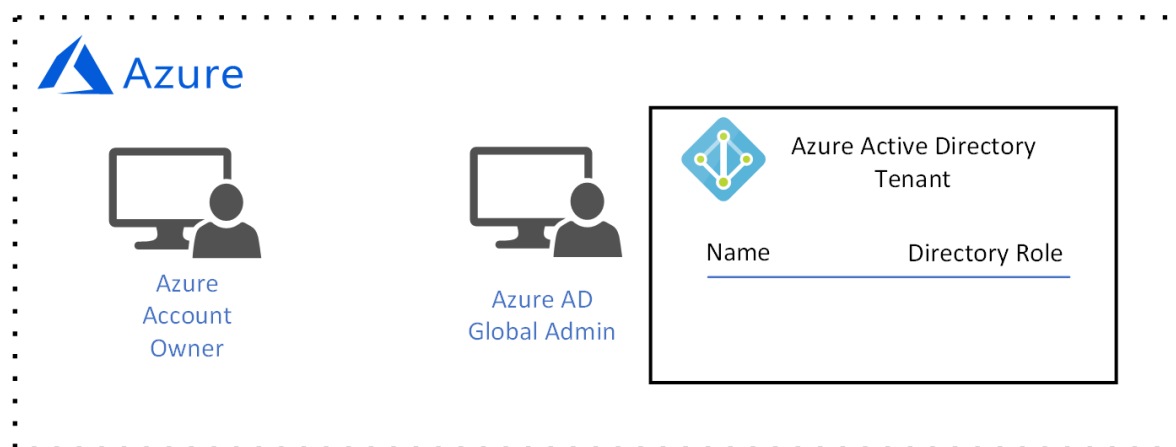 Azure
Azure
Account
Owner
Azure AD
Global Admin
Azure Active Directory
Tenant
Name Directory Role